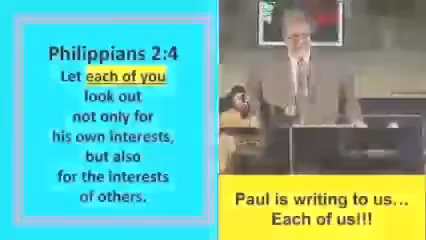 Philippians 2:4
Let each of you
look out
not only for
his own interests,
but also
for the interests
of others.
Paul is writing to us...
Each of us!!!